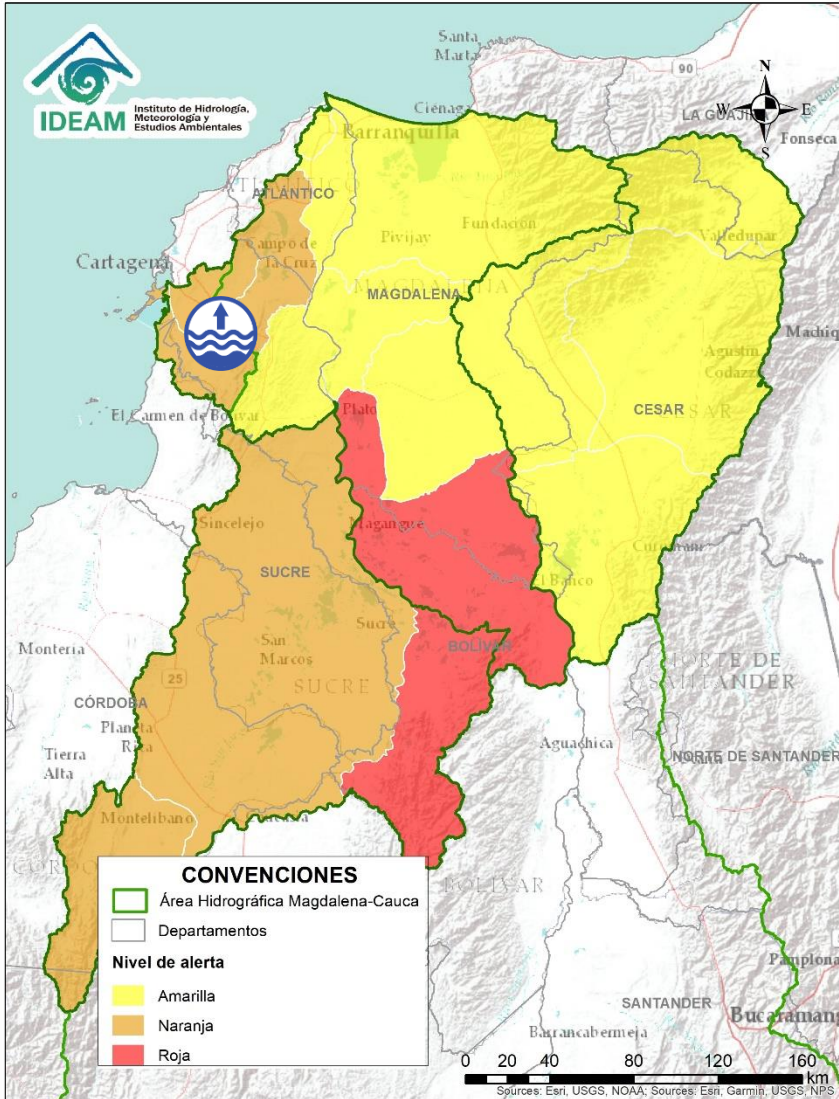 Santa
Marta
90
N
W E
S
IDEAM
Instituto de Hidrología,
Meteorología y
Estudios Ambientales
Ciénaga
LA GUAJIR
Fonseca
Barranquilla
ATLÁNTICO
Valledupar
Campo de
la Cruz
Pivijay
Fundación
Cartagena
MAGDALENA
Machiq
Agustín
Codazzi
El Carmen de Bolívar
Plato
CESAR
Sincelejo
Magangué
SUCRE
El Banco
Sucre
Montería
San
Marcos
BOLÍVAR
SUCRE
NORTE DE
SANTANDER
25
CÓRDOBA
Planeta
Rica
Tierra
Alta
Aguachica
NORTE DE SANTANDER
Montelíbano
BOLÍVAR
CONVENCIONES
Área Hidrográfica Magdalena-Cauca
Departamentos
Nivel de alerta
Amarilla
Naranja
Roja
Pamplona
SANTANDER
Bucaramang
Barrancabermeja
0 20 40 80 120 160
km
Sources: Esri, USGS, NOAA; Sources: Esri, Garmin, USGS, NPS